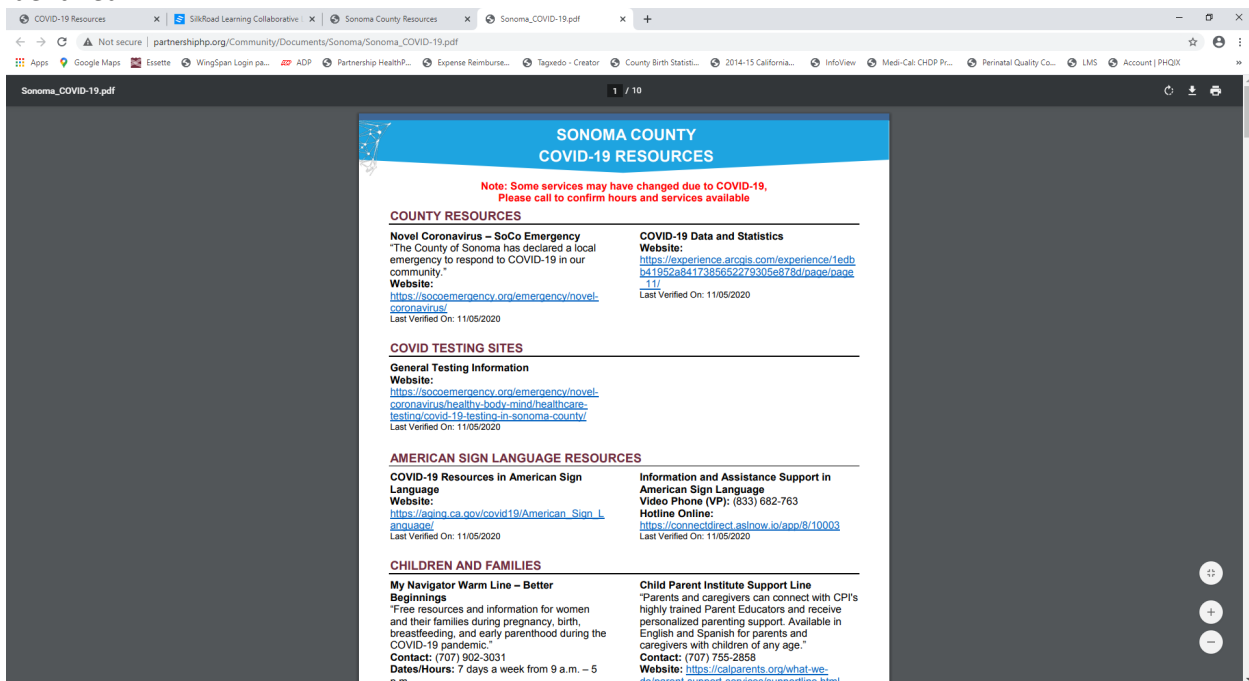 COVID-19 Resources
SilkRoad Learning Collaborative
Sonoma County Resources
Sonoma_COVID-19.pdf
Not secure | partnershiphp.org/Community/Documents/Sonoma/Sonoma_COVID-19.pdf
Apps Google Maps Essette WingSpan Login pa... ADP Partnership HealthP... Expense Reimburse... Tagxedo - Creator County Birth Statisti... 2014-15 California... InfoView Medi-Cal: CHDP Pr... Perinatal Quality Co... LMS Account | PHQIX »
Sonoma_COVID-19.pdf
1 / 10
SONOMA COUNTY
COVID-19 RESOURCES
Note: Some services may have changed due to COVID-19,
Please call to confirm hours and services available
COUNTY RESOURCES
Novel Coronavirus – SoCo Emergency
“The County of Sonoma has declared a local
emergency to respond to COVID-19 in our
community.”
Website:
https://socoemergency.org/emergency/novel-
coronavirus/
Last Verified On: 11/05/2020
COVID-19 Data and Statistics
Website:
https://experience.arcgis.com/experience/1edb
b41952a8417385652279305e878d/page/page
_11/
Last Verified On: 11/05/2020
COVID TESTING SITES
General Testing Information
Website:
https://socoemergency.org/emergency/novel-
coronavirus/healthy-body-mind/healthcare-
testing/covid-19-testing-in-sonoma-county/
Last Verified On: 11/05/2020
AMERICAN SIGN LANGUAGE RESOURCES
COVID-19 Resources in American Sign
Language
Website:
https://aging.ca.gov/covid19/American_Sign_L
anguage/
Last Verified On: 11/05/2020
Information and Assistance Support in
American Sign Language
Video Phone (VP): (833) 682-763
Hotline Online:
https://connectdirect.aslnow.io/app/8/10003
Last Verified On: 11/05/2020
CHILDREN AND FAMILIES
My Navigator Warm Line – Better
Beginnings
“Free resources and information for women
and their families during pregnancy, birth,
breastfeeding, and early parenthood during the
COVID-19 pandemic.”
Contact: (707) 902-3031
Dates/Hours: 7 days a week from 9 a.m. – 5
p.m.
Child Parent Institute Support Line
“Parents and caregivers can connect with CPI's
highly trained Parent Educators and receive
personalized parenting support. Available in
English and Spanish for parents and
caregivers with children of any age.”
Contact: (707) 755-2858
Website: https://calparents.org/what-we-
do/parent-support-services/supportline.html